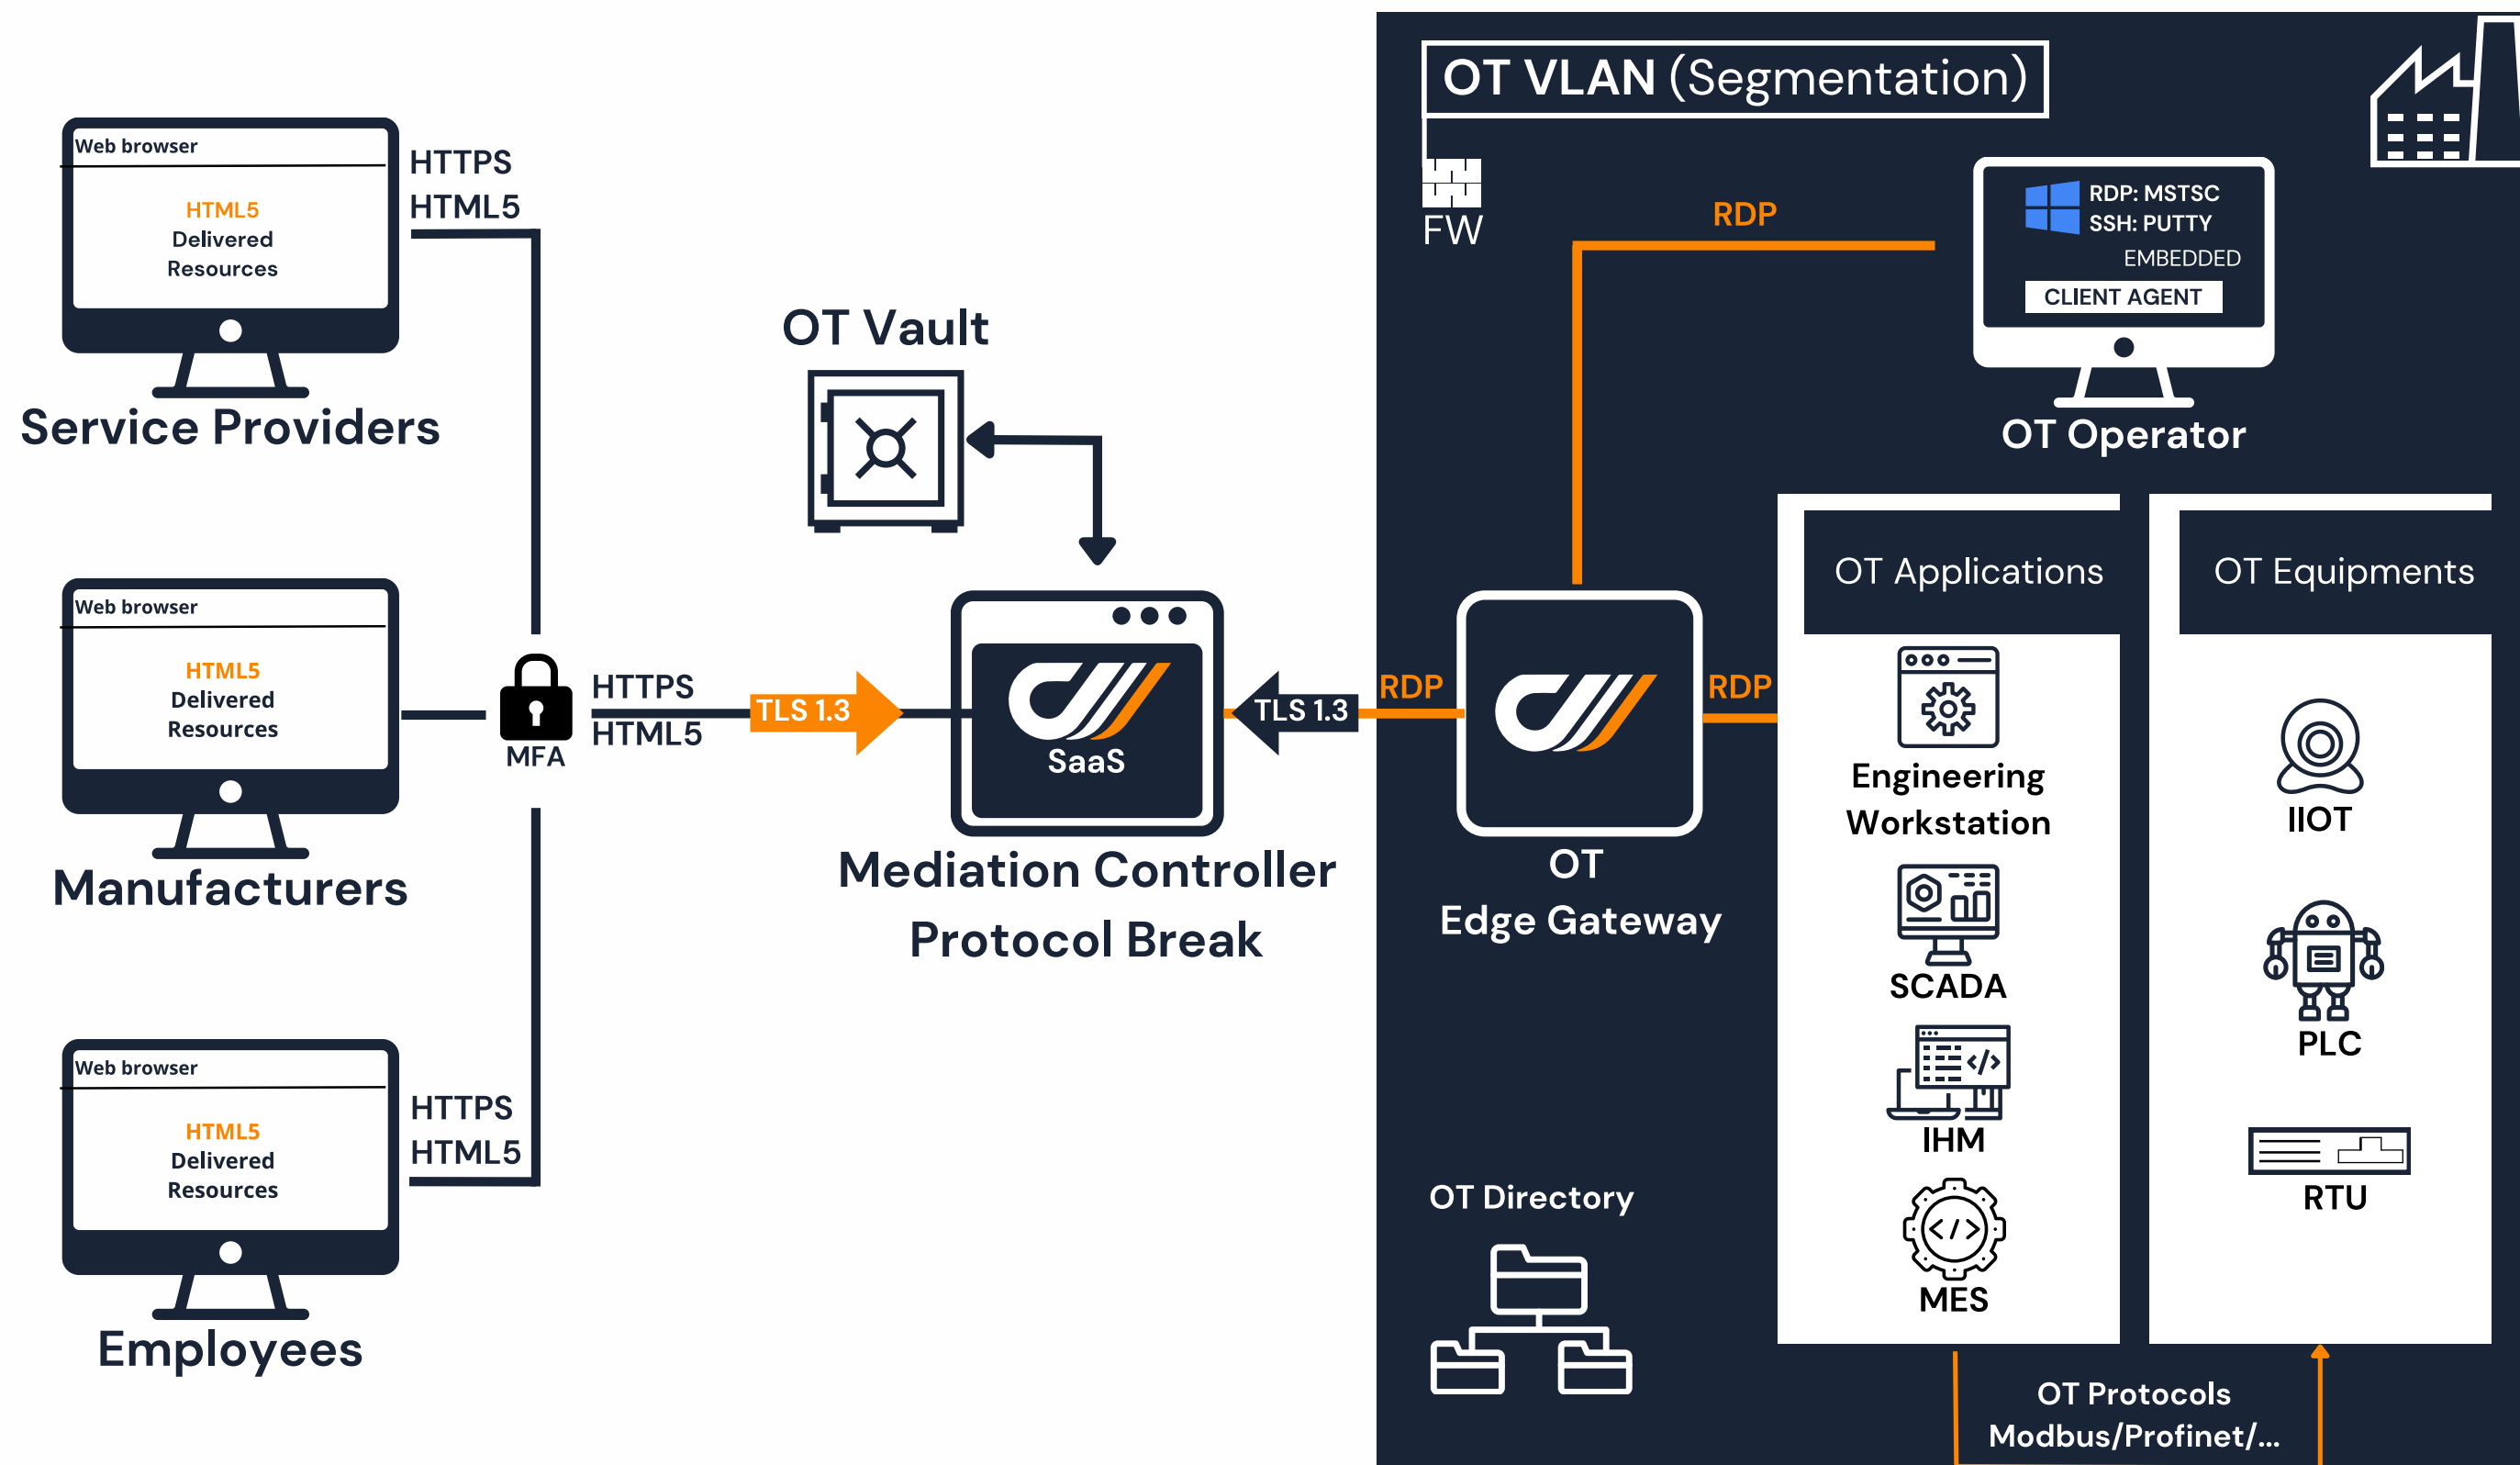 Web browser
HTML5
Delivered
Resources
HTTPS
HTML5
Service Providers
Web browser
HTML5
Delivered
Resources
Manufacturers
Web browser
HTML5
Delivered
Resources
HTTPS
HTML5
Employees
MFA
HTTPS
HTML5
TLS 1.3
OT Vault
SaaS
Mediation Controller
Protocol Break
TLS 1.3
RDP
OT VLAN (Segmentation)
FW
RDP
RDP: MSTSC
SSH: PUTTY
EMBEDDED
CLIENT AGENT
OT Operator
OT
Edge Gateway
RDP
OT Directory
OT Applications
Engineering
Workstation
SCADA
IHM
MES
OT Equipments
IIOT
PLC
RTU
OT Protocols
Modbus/Profinet/...